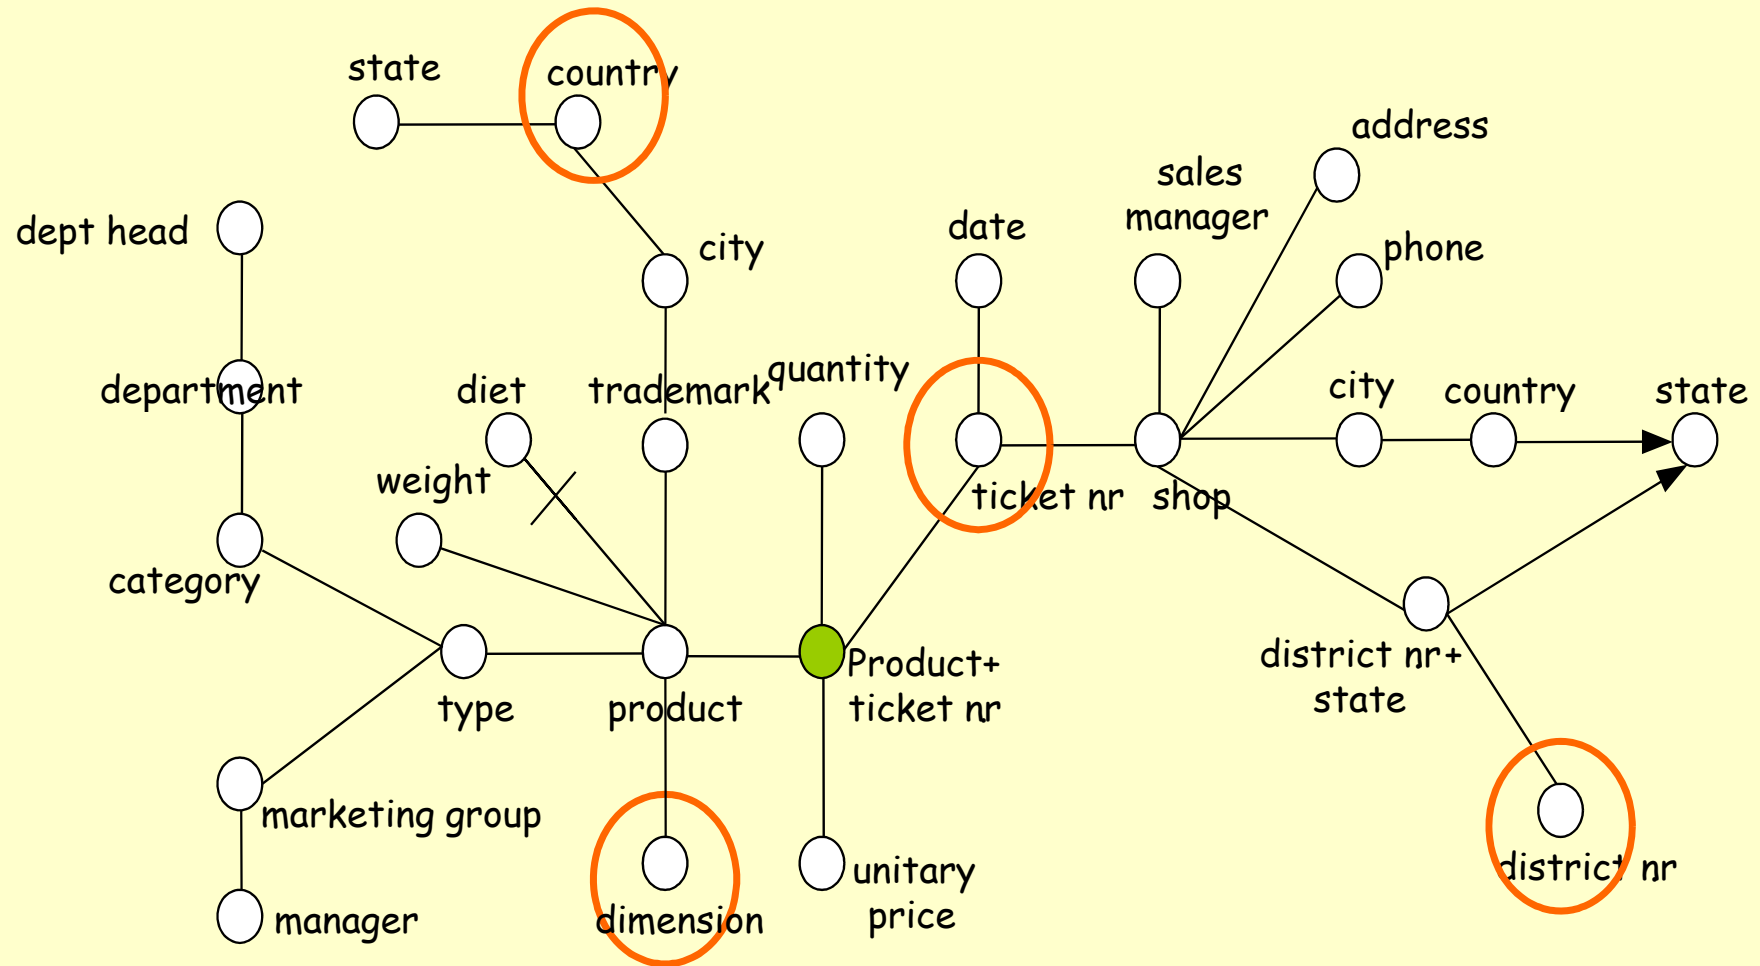 state
country
address
sales
manager
dept head
date
city
phone
quantity
department
diet
trademark
city
country
state
weight
ticket nr
shop
category
Product+
ticket nr
district nr+
state
type
product
marketing group
unitary
price
district nr
manager
dimension